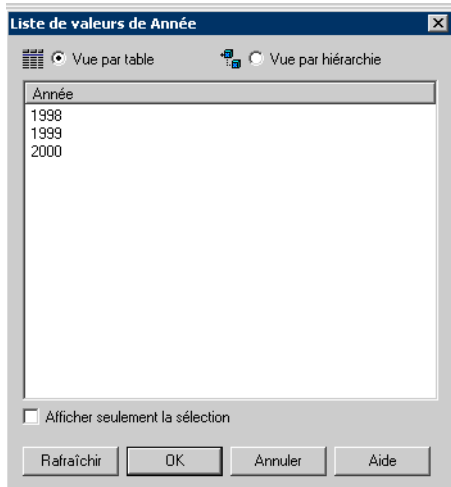 Liste de valeurs de Année
Vue par table
Vue par hiérarchie
Année
1998
1999
2000
Afficher seulement la sélection
Rafraîchir
OK
Annuler
Aide